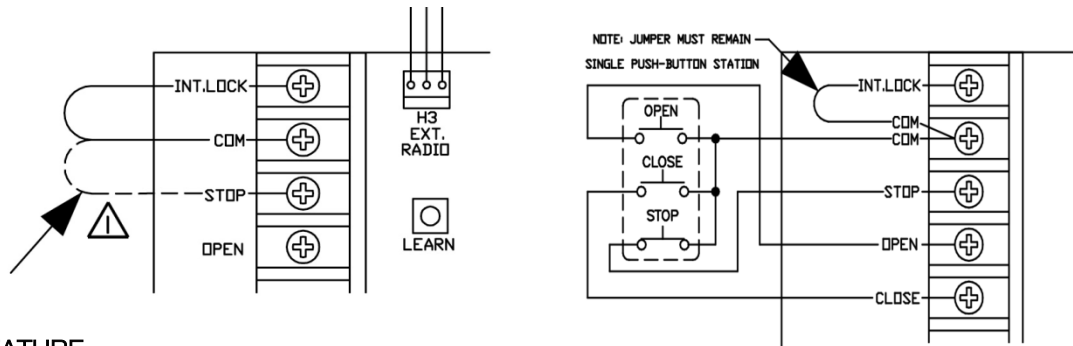 INT.LOCK
COM
STOP
OPEN
H3
EXT.
RADIO
LEARN
NOTE: JUMPER MUST REMAIN
SINGLE PUSH-BUTTON STATION
OPEN
CLOSE
STOP
INT.LOCK
COM
COM
STOP
OPEN
CLOSE